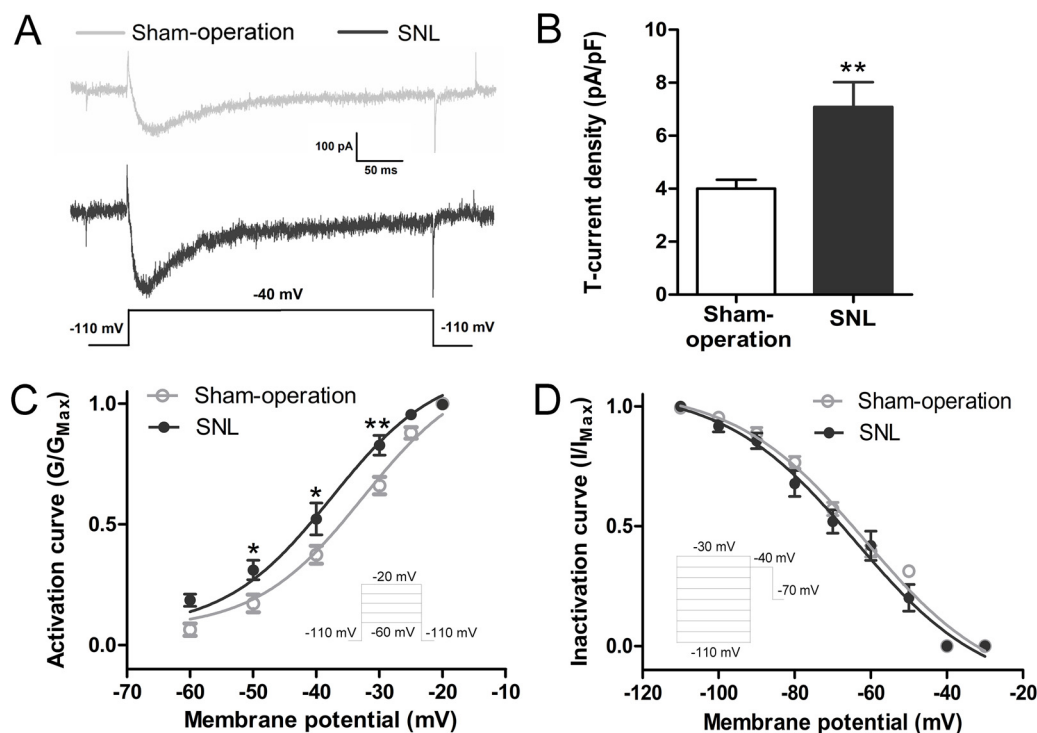 A
Sham-operation
SNL
100 pA
50 ms
-40 mV
-110 mV
-110 mV
B
T-current density (pA/pF)
10
8
6
4
2
0
**
Sham-operation
SNL
C
Sham-operation
SNL
Activation curve (G/GMax)
1.0
0.5
0.0
*
*
**
-20 mV
-110 mV
-60 mV
-110 mV
-70
-60
-50
-40
-30
-20
-10
Membrane potential (mV)
D
Sham-operation
SNL
Inactivation curve (I/IMax)
1.0
0.5
0.0
-30 mV
-40 mV
-70 mV
-110 mV
-120
-100
-80
-60
-40
-20
Membrane potential (mV)